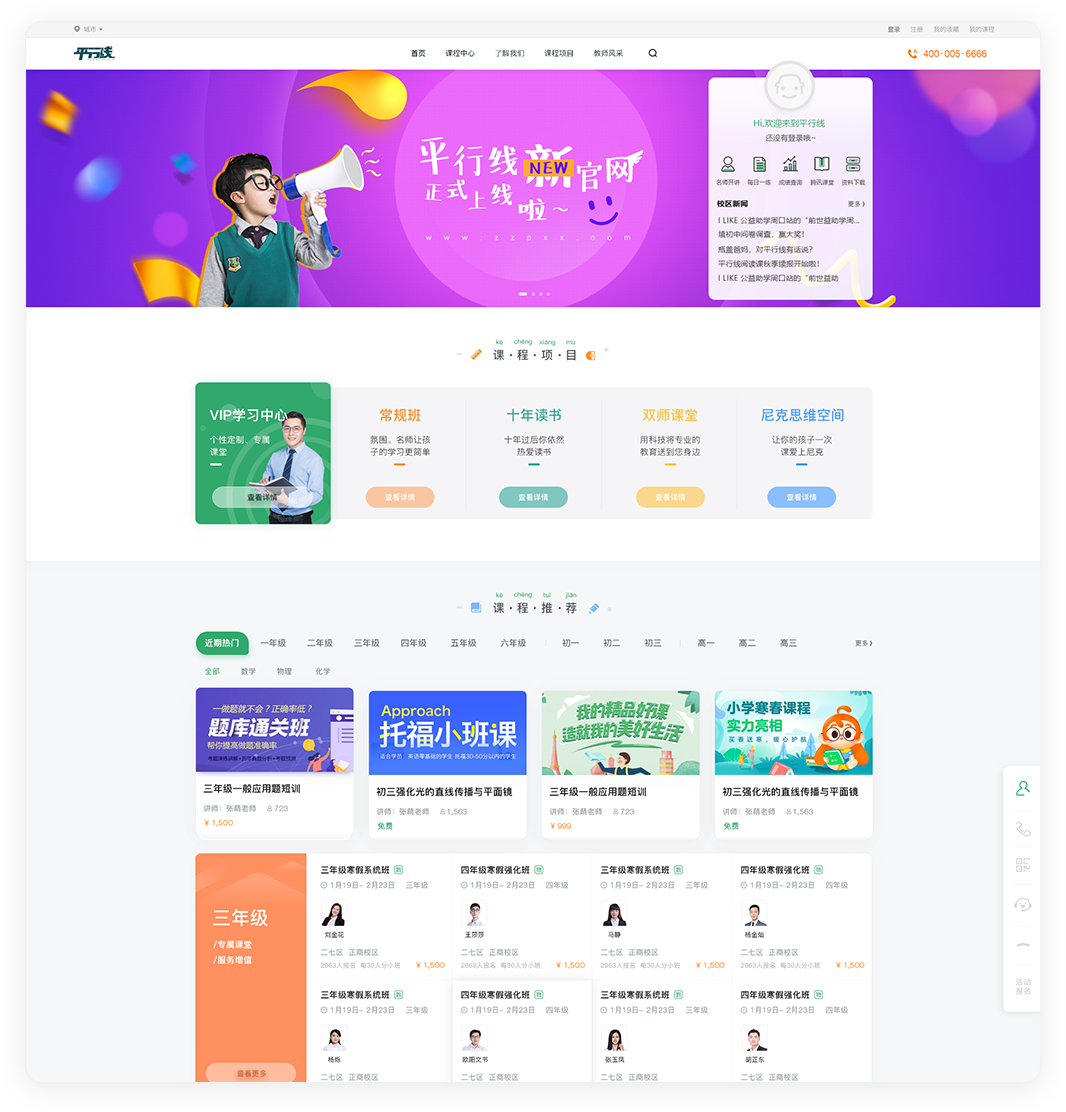 城市
登录 注册 我的收藏 我的课程
平行线
首页 课程中心 了解我们 课程项目 教师风采
400-005-6666
平行线新官网
NEW
正式上线啦~
www.zzpxx.com
Hi,欢迎来到平行线
还没有登录哦~
名师开讲 每日一练 成绩查询 腾讯课堂 资料下载
校区新闻 更多
I LIKE 公益助学周口站的“前世益助学周...
填初中问卷调查，赢大奖!
瓶盖爸妈，对平行线有话说?
平行线阅读课秋季续报开始啦!
I LIKE 公益助学周口站的“前世益助
kè chéng xiàng mù
课·程·项·目
VIP学习中心
个性定制、专属
课堂
查看详情
常规班
氛围、名师让孩
子的学习更简单
查看详情
十年读书
十年过后你依然
热爱读书
查看详情
双师课堂
用科技将专业的
教育送到您身边
查看详情
尼克思维空间
让你的孩子一次
课爱上尼克
查看详情
kè chéng tuī jiàn
课·程·推·荐
近期热门 一年级 二年级 三年级 四年级 五年级 六年级 初一 初二 初三 高一 高二 高三 更多
全部 数学 物理 化学
一做题就不会？正确率低？
题库通关班
帮你提高做题准确率
三年级一般应用题短训
讲师：张萌老师 723
¥ 1,500
Approach
托福小班课
适合学员：英语零基础的学生 托福30-50分以内的学生
初三强化光的直线传播与平面镜
讲师：张萌老师 1,563
免费
我的精品好课
造就我的美好生活
三年级一般应用题短训
讲师：张萌老师 723
¥ 999
小学寒春课程
实力亮相
买春送寒，暖心护航
初三强化光的直线传播与平面镜
讲师：张萌老师 1,563
免费
三年级
/专属课堂
/服务增值
查看更多
三年级寒假系统班 四年级寒假强化班 三年级寒假系统班 四年级寒假强化班
1月19日~ 2月23日 三年级 1月19日~ 2月23日 四年级 1月19日~ 2月23日 三年级 1月19日~ 2月23日 四年级
刘金花 王莎莎 马静 杨金灿
二七区 正商校区 二七区 正商校区 二七区 正商校区 二七区 正商校区
2963人报名 每30人分小班 ¥ 1,500 2963人报名 每30人分小班 ¥ 1,500 2963人报名 每30人分小班 ¥ 1,500 2963人报名 每30人分小班 ¥ 1,500
三年级寒假系统班 四年级寒假强化班 三年级寒假系统班 四年级寒假强化班
1月19日~ 2月23日 三年级 1月19日~ 2月23日 四年级 1月19日~ 2月23日 三年级 1月19日~ 2月23日 四年级
杨烁 欧阳文书 张玉凤 胡芷东
二七区 正商校区 二七区 正商校区 二七区 正商校区 二七区 正商校区
活动
报名